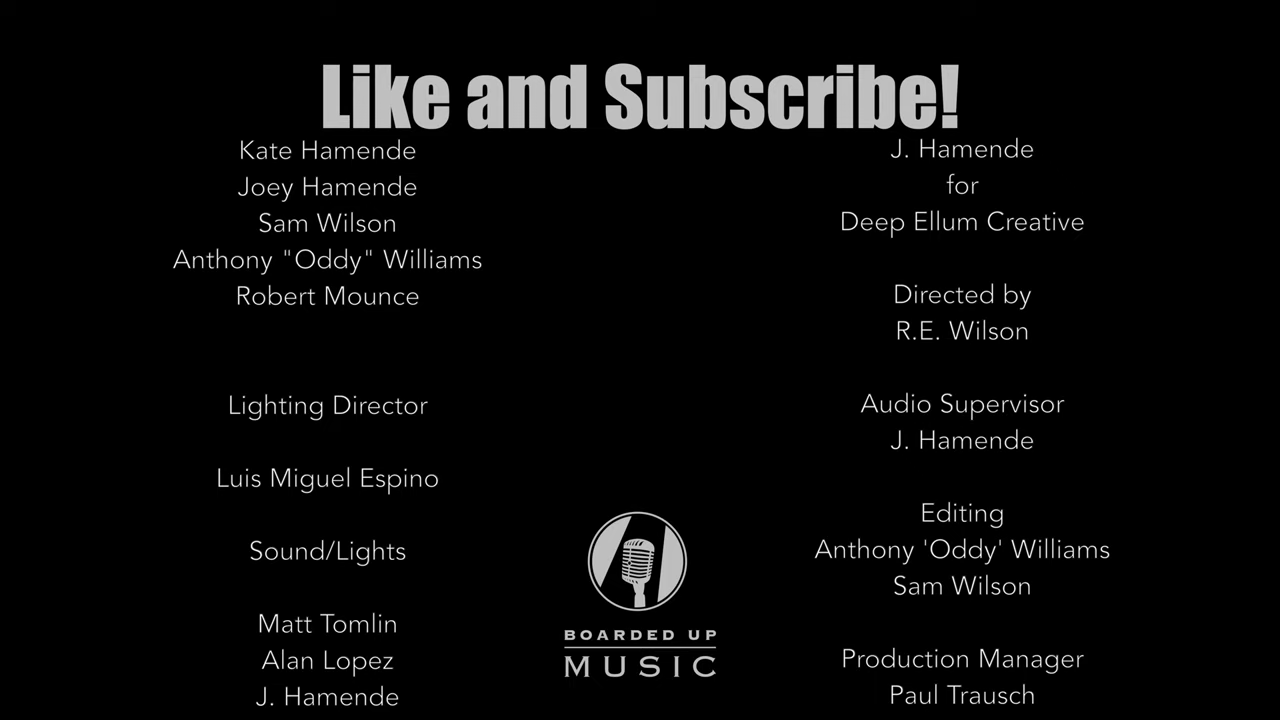 Like and Subscribe!
Kate Hamende
Joey Hamende
Sam Wilson
Anthony "Oddy" Williams
Robert Mounce
Lighting Director
Luis Miguel Espino
Sound/Lights
Matt Tomlin
Alan Lopez
J. Hamende
BOARDED UP
MUSIC
J. Hamende
for
Deep Ellum Creative
Directed by
R.E. Wilson
Audio Supervisor
J. Hamende
Editing
Anthony 'Oddy' Williams
Sam Wilson
Production Manager
Paul Trausch